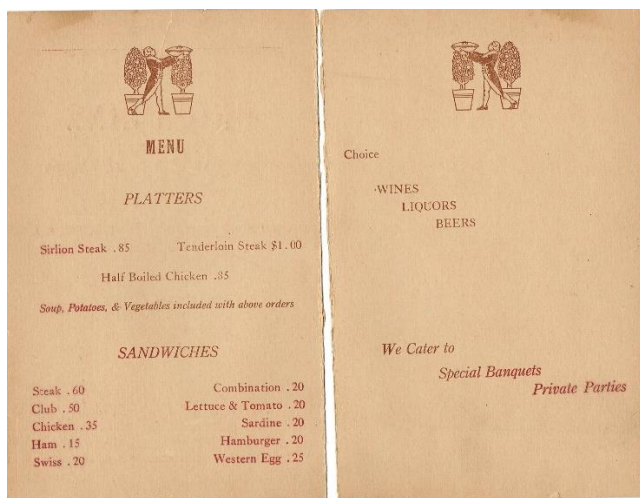 MENU
PLATTERS
Sirlion Steak .85 Tenderloin Steak $1.00
Half Boiled Chicken .85
Soup, Potatoes, & Vegetables included with above orders
SANDWICHES
Steak .60 Combination .20
Club .50 Lettuce & Tomato .20
Chicken .35 Sardine .20
Ham .15 Hamburger .20
Swiss .20 Western Egg .25
Choice
WINES
LIQUORS
BEERS
We Cater to
Special Banquets
Private Parties